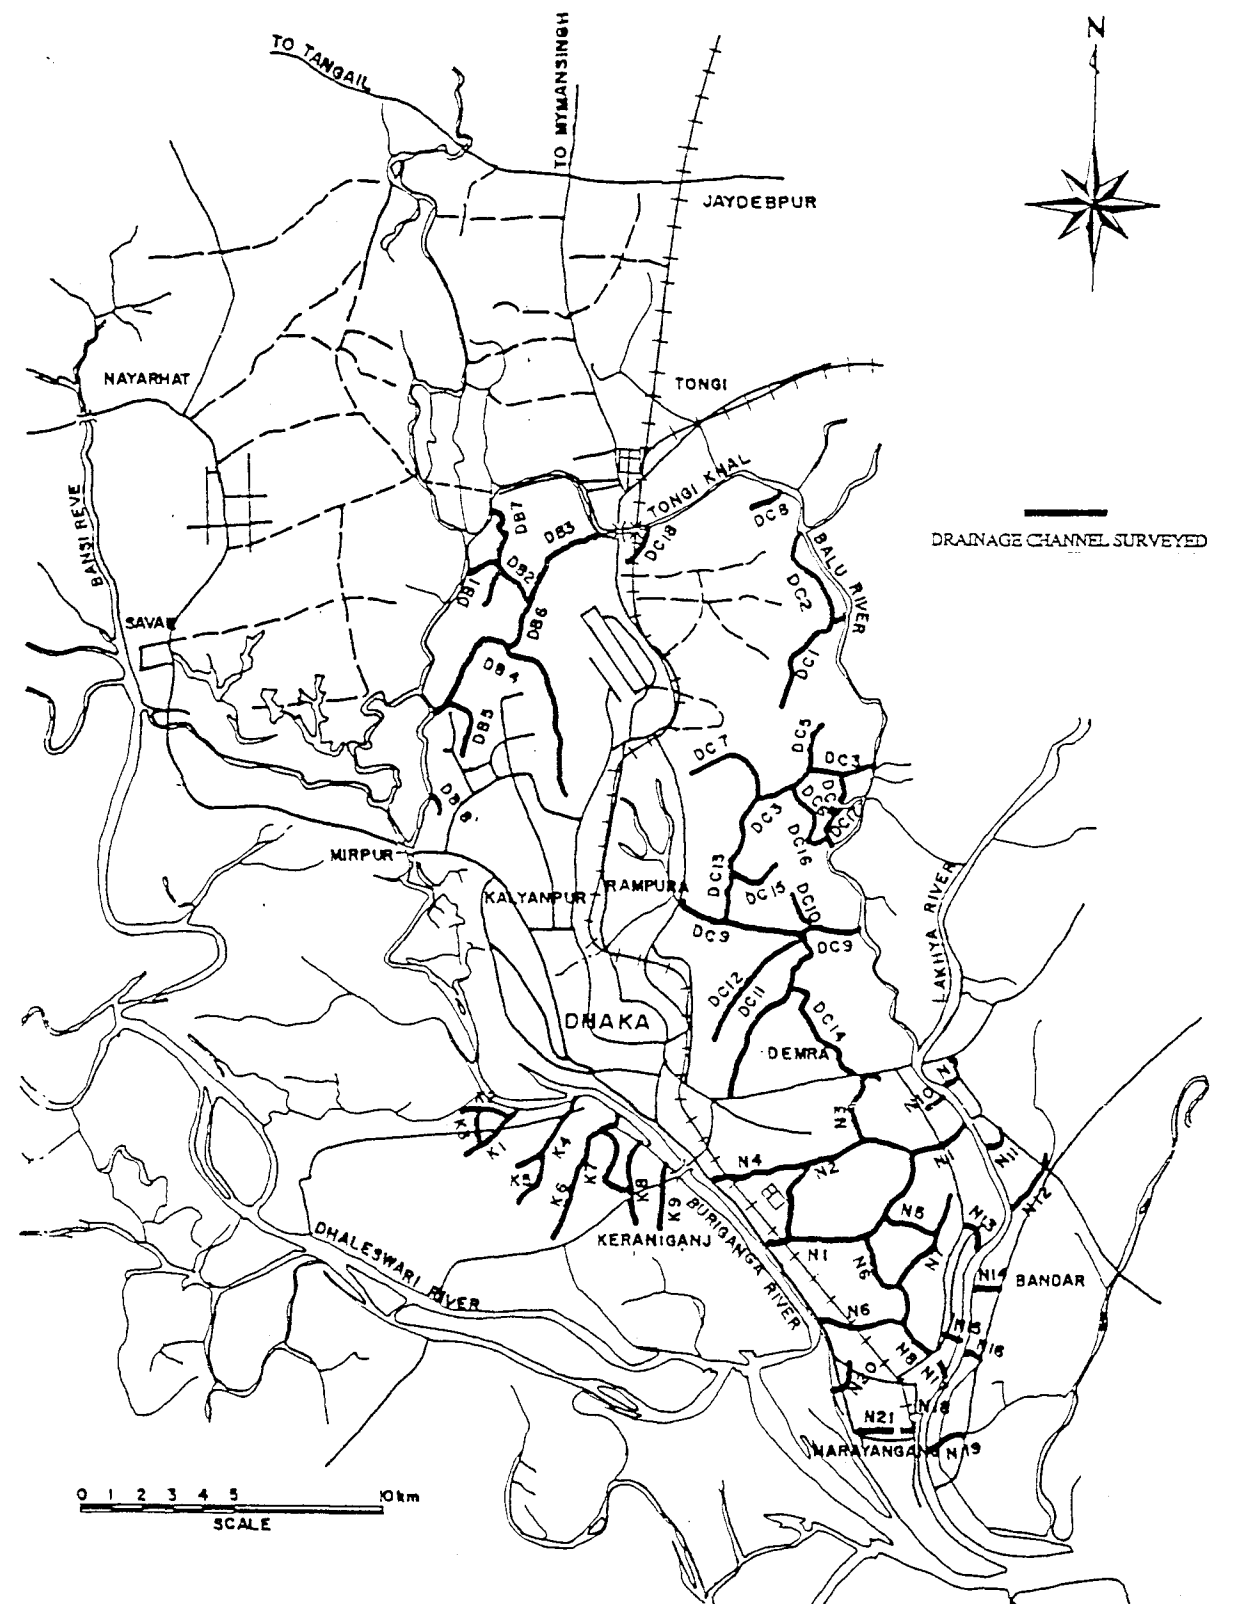 N
TO TANGAIL
TO MYMANSINGH
JAYDEBPUR
NAYARHAT
TONGI
TONGI KHAL
BANSI REVE
DB7
DB3
DC8
DC18
DRAINAGE CHANNEL SURVEYED
BALU RIVER
DB1
DB2
DB6
DC2
SAVAR
DB4
DC1
DB5
DC5
DC7
DC3
DC6
DB8
DC3
DC17
DC16
MIRPUR
KALYANPUR
RAMPURA
DC13
DC15
DC10
LAKHYA RIVER
DC9
DC9
DC12
DC11
DC14
DHAKA
DEMRA
N10
N3
K1
K4
N4
N2
N1
N11
K6
K7
K8
K9
N12
N5
N13
KERANIGANJ
BURIGANGA RIVER
N1
N6
N7
DHALESWARI RIVER
N14
BANDAR
N6
N15
N8
N16
N17
N20
N18
N21
NARAYANGANJ
N19
0 1 2 3 4 5 10 km
SCALE